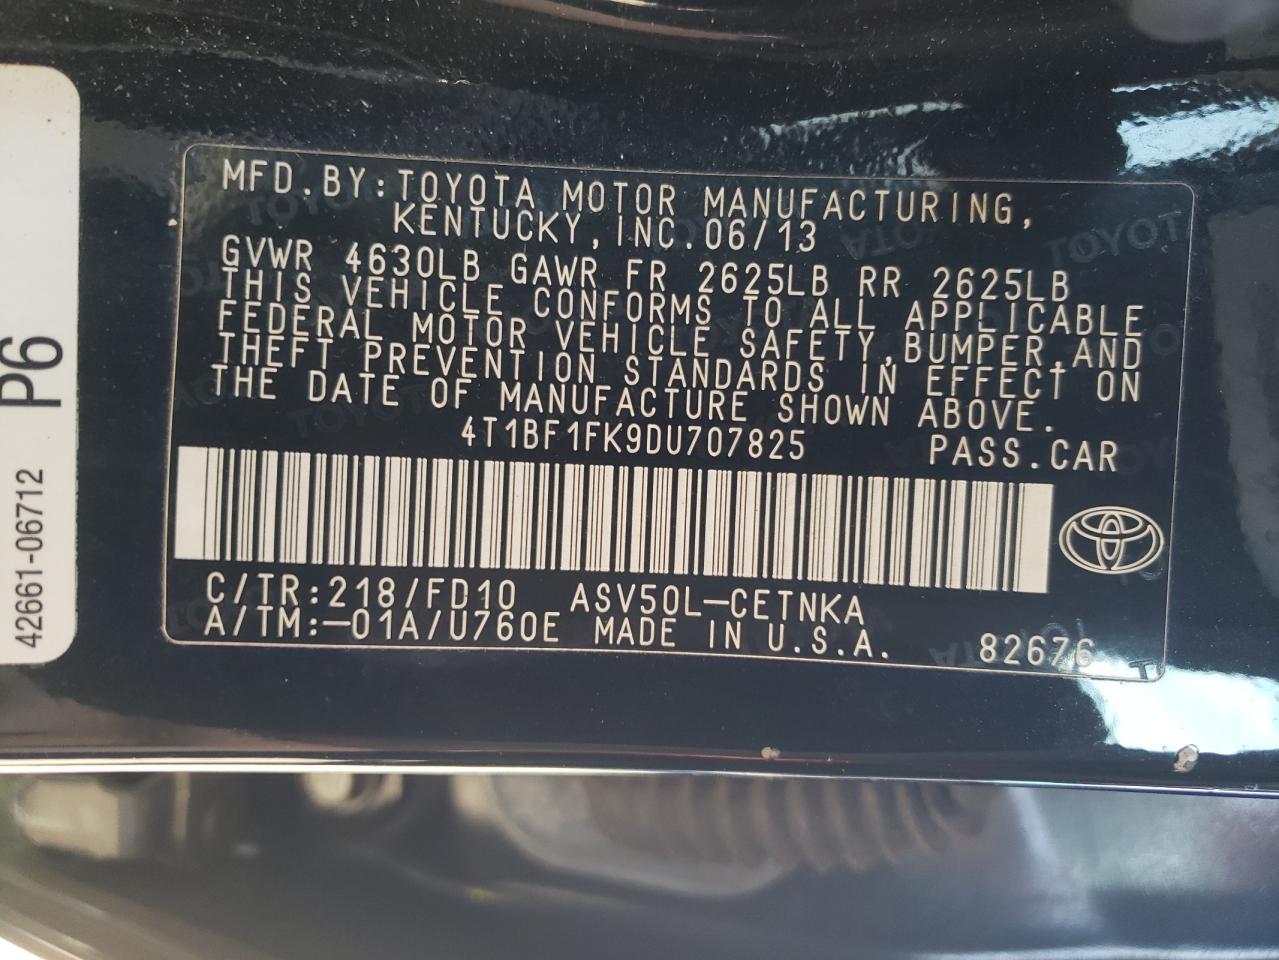 MFD.BY:TOYOTA MOTOR MANUFACTURING,
KENTUCKY,INC.06/13
GVWR 4630LB GAWR FR 2625LB RR 2625LB
THIS VEHICLE CONFORMS TO ALL APPLICABLE
FEDERAL MOTOR VEHICLE SAFETY,BUMPER,AND
THEFT PREVENTION STANDARDS IN EFFECT ON
THE DATE OF MANUFACTURE SHOWN ABOVE.
4T1BF1FK9DU707825 PASS.CAR
C/TR:218/FD10 ASV50L-CETNKA
A/TM:-01A/U760E MADE IN U.S.A. 82676
P6
42661-06712